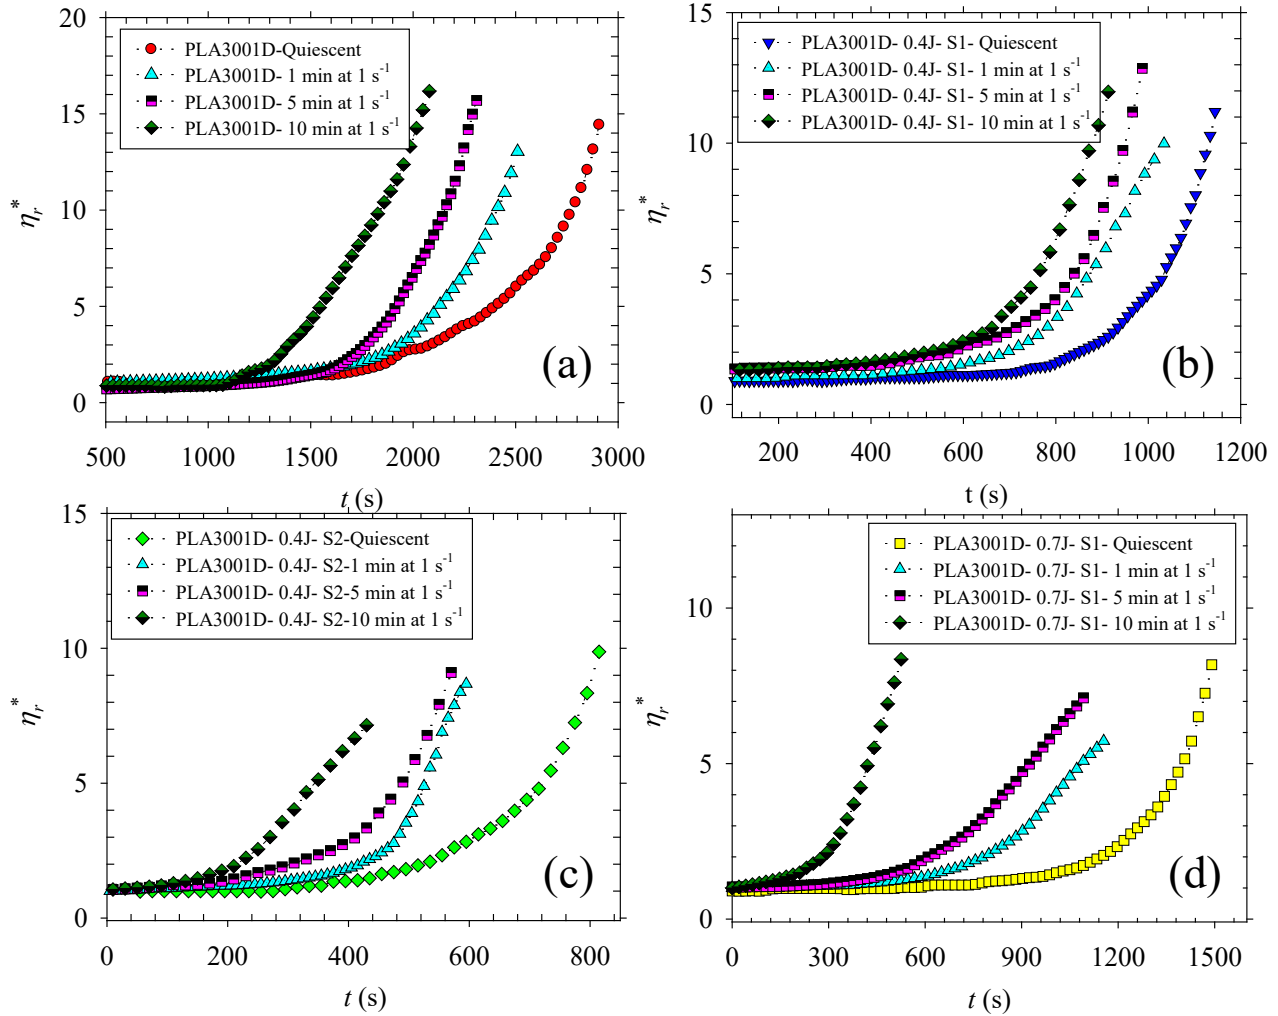 20
15
10
5
0
η*r
PLA3001D-Quiescent
PLA3001D- 1 min at 1 s-1
PLA3001D- 5 min at 1 s-1
PLA3001D- 10 min at 1 s-1
(a)
500 1000 1500 2000 2500 3000
t (s)
15
10
5
0
η*r
PLA3001D- 0.4J- S1- Quiescent
PLA3001D- 0.4J- S1- 1 min at 1 s-1
PLA3001D- 0.4J- S1- 5 min at 1 s-1
PLA3001D- 0.4J- S1- 10 min at 1 s-1
(b)
200 400 600 800 1000 1200
t (s)
15
10
5
0
η*r
PLA3001D- 0.4J- S2-Quiescent
PLA3001D- 0.4J- S2-1 min at 1 s-1
PLA3001D- 0.4J- S2-5 min at 1 s-1
PLA3001D- 0.4J- S2-10 min at 1 s-1
(c)
0 200 400 600 800
t (s)
10
5
0
η*r
PLA3001D- 0.7J- S1- Quiescent
PLA3001D- 0.7J- S1- 1 min at 1 s-1
PLA3001D- 0.7J- S1- 5 min at 1 s-1
PLA3001D- 0.7J- S1- 10 min at 1 s-1
(d)
0 300 600 900 1200 1500
t (s)